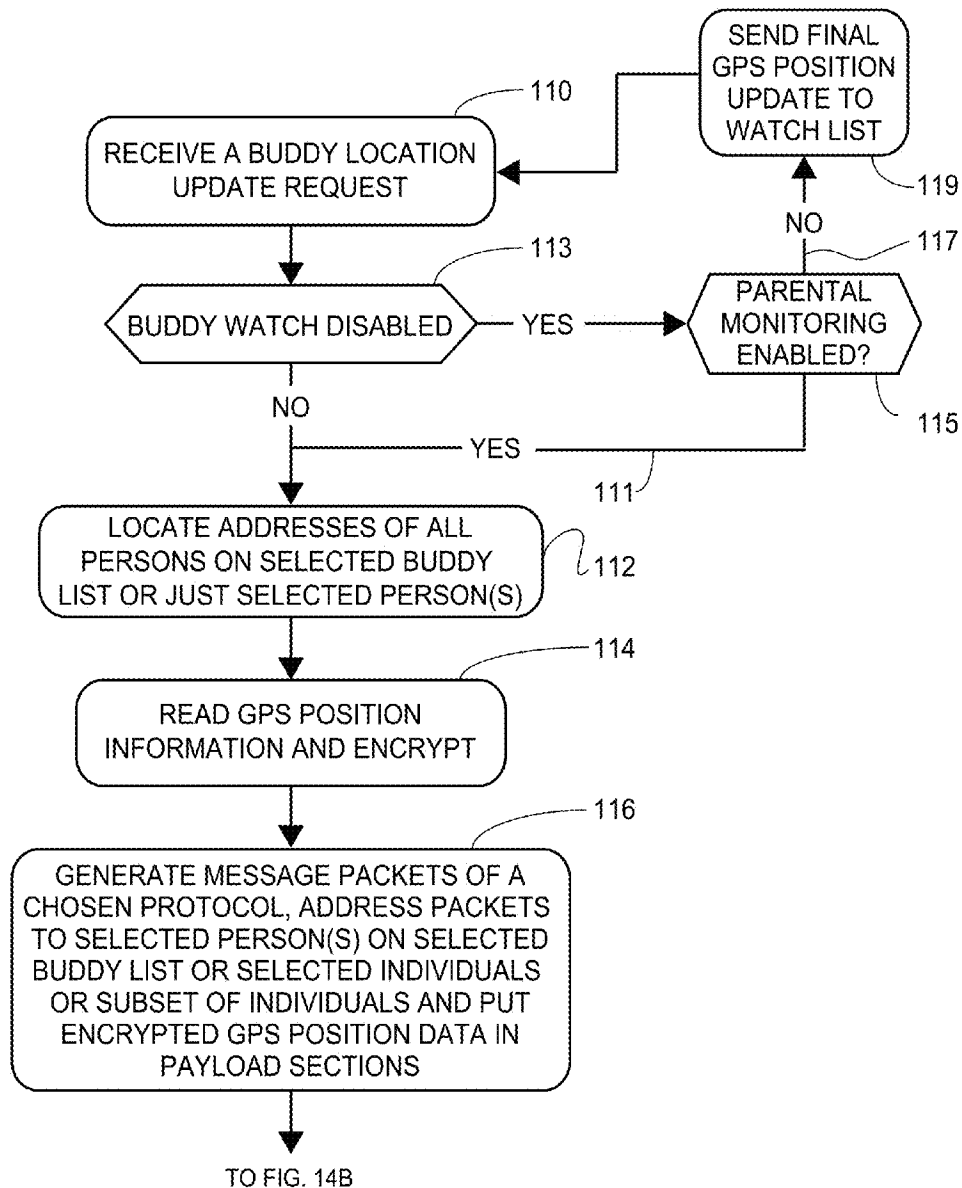 SEND FINAL
GPS POSITION
UPDATE TO
WATCH LIST
119
110
RECEIVE A BUDDY LOCATION
UPDATE REQUEST
NO
117
113
BUDDY WATCH DISABLED
YES
PARENTAL
MONITORING
ENABLED?
115
NO
YES
111
LOCATE ADDRESSES OF ALL
PERSONS ON SELECTED BUDDY
LIST OR JUST SELECTED PERSON(S)
112
114
READ GPS POSITION
INFORMATION AND ENCRYPT
116
GENERATE MESSAGE PACKETS OF A
CHOSEN PROTOCOL, ADDRESS PACKETS
TO SELECTED PERSON(S) ON SELECTED
BUDDY LIST OR SELECTED INDIVIDUALS
OR SUBSET OF INDIVIDUALS AND PUT
ENCRYPTED GPS POSITION DATA IN
PAYLOAD SECTIONS
TO FIG. 14B